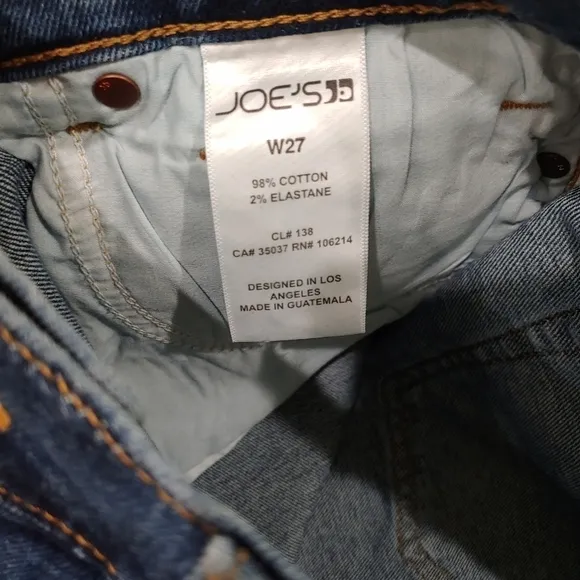 JOE'S
W27
98% COTTON
2% ELASTANE
CL# 138
CA# 35037 RN# 106214
DESIGNED IN LOS
ANGELES
MADE IN GUATEMALA